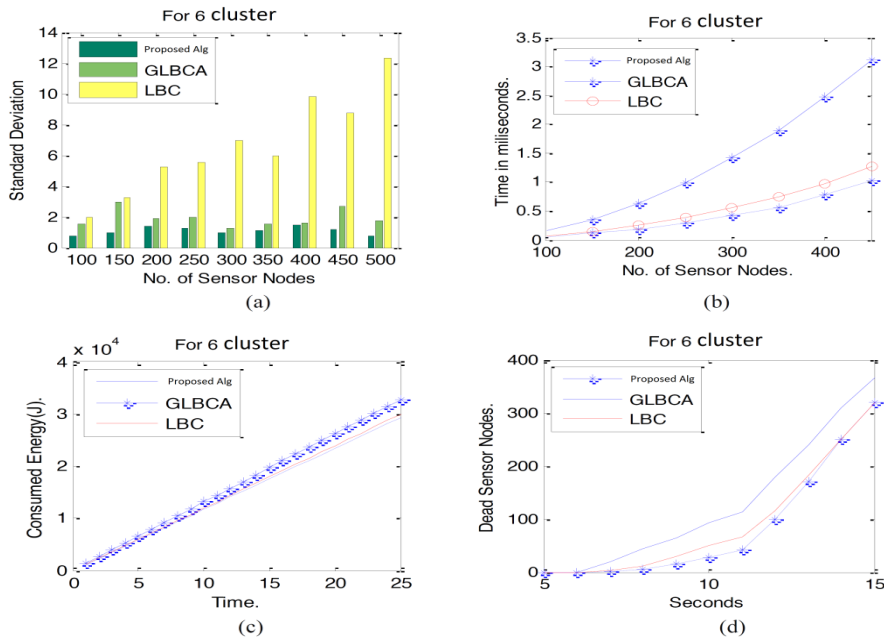 For 6 cluster
14
12
10
8
6
4
2
0
Standard Deviation
Proposed Alg
GLBCA
LBC
100 150 200 250 300 350 400 450 500
No. of Sensor Nodes
(a)
For 6 cluster
3.5
3
2.5
2
1.5
1
0.5
0
Time in miliseconds.
Proposed Alg
GLBCA
LBC
100 200 300 400
No. of Sensor Nodes.
(b)
For 6 cluster
x 10^4
4
3
2
1
0
Consumed Energy(J).
Proposed Alg
GLBCA
LBC
0 5 10 15 20 25
Time.
(c)
For 6 cluster
400
300
200
100
0
Dead Sensor Nodes.
Proposed Alg
GLBCA
LBC
5 10 15
Seconds
(d)